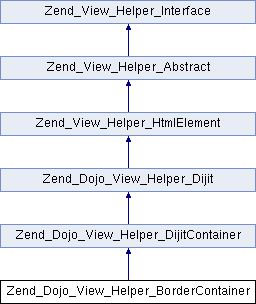 Zend_View_Helper_Interface
Zend_View_Helper_Abstract
Zend_View_Helper_HtmlElement
Zend_Dojo_View_Helper_Dijit
Zend_Dojo_View_Helper_DijitContainer
Zend_Dojo_View_Helper_BorderContainer